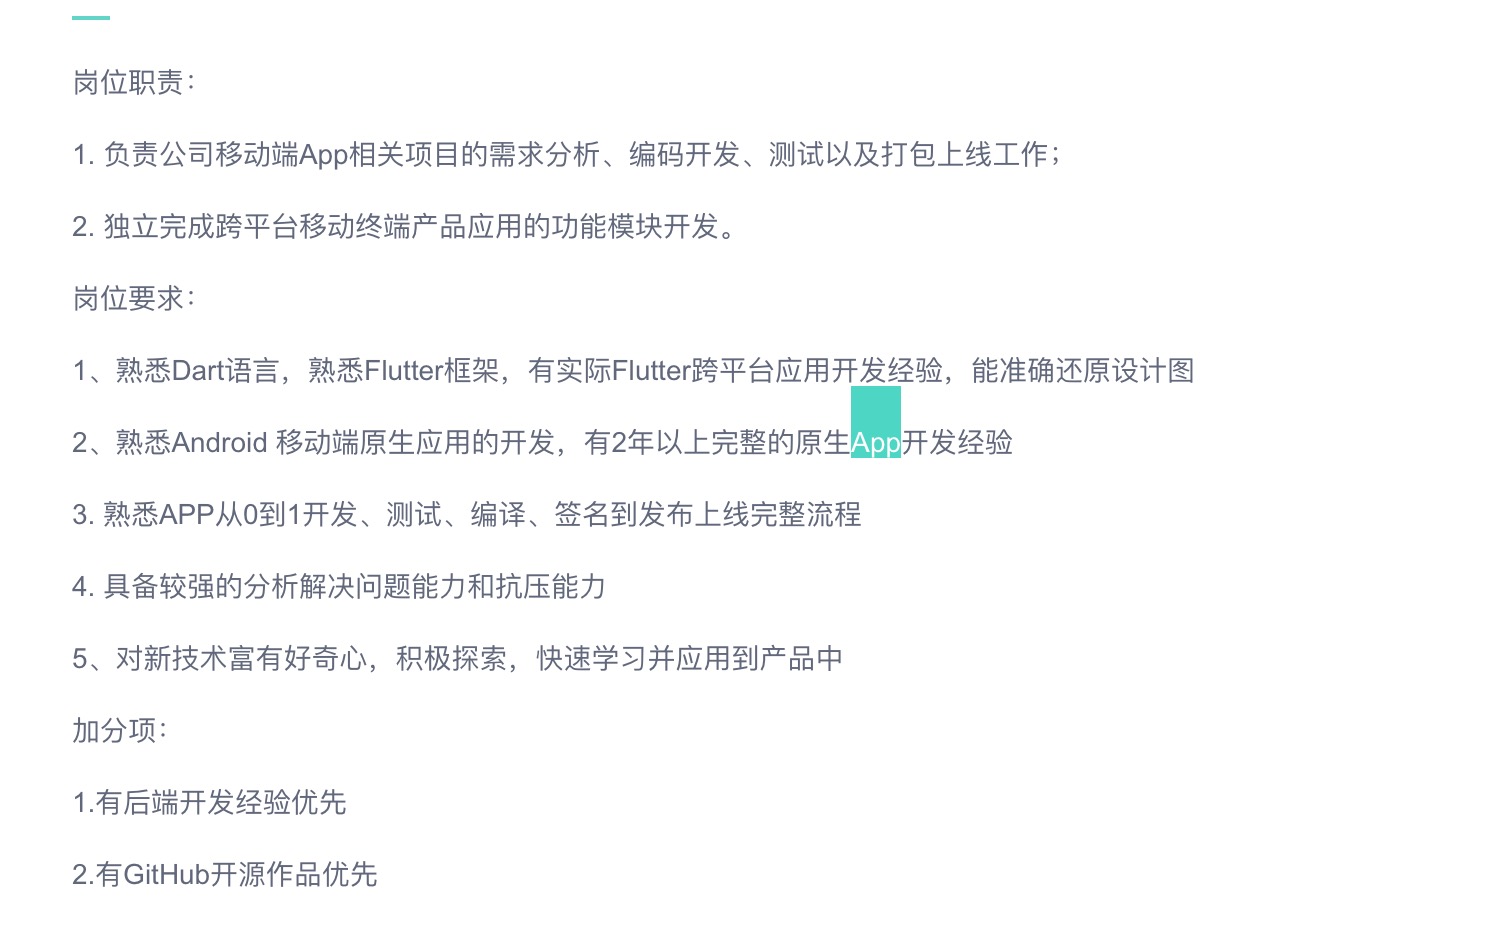 岗位职责：
1. 负责公司移动端App相关项目的需求分析、编码开发、测试以及打包上线工作；
2. 独立完成跨平台移动终端产品应用的功能模块开发。
岗位要求：
1、熟悉Dart语言，熟悉Flutter框架，有实际Flutter跨平台应用开发经验，能准确还原设计图
2、熟悉Android 移动端原生应用的开发，有2年以上完整的原生App开发经验
3. 熟悉APP从0到1开发、测试、编译、签名到发布上线完整流程
4. 具备较强的分析解决问题能力和抗压能力
5、对新技术富有好奇心，积极探索，快速学习并应用到产品中
加分项：
1.有后端开发经验优先
2.有GitHub开源作品优先